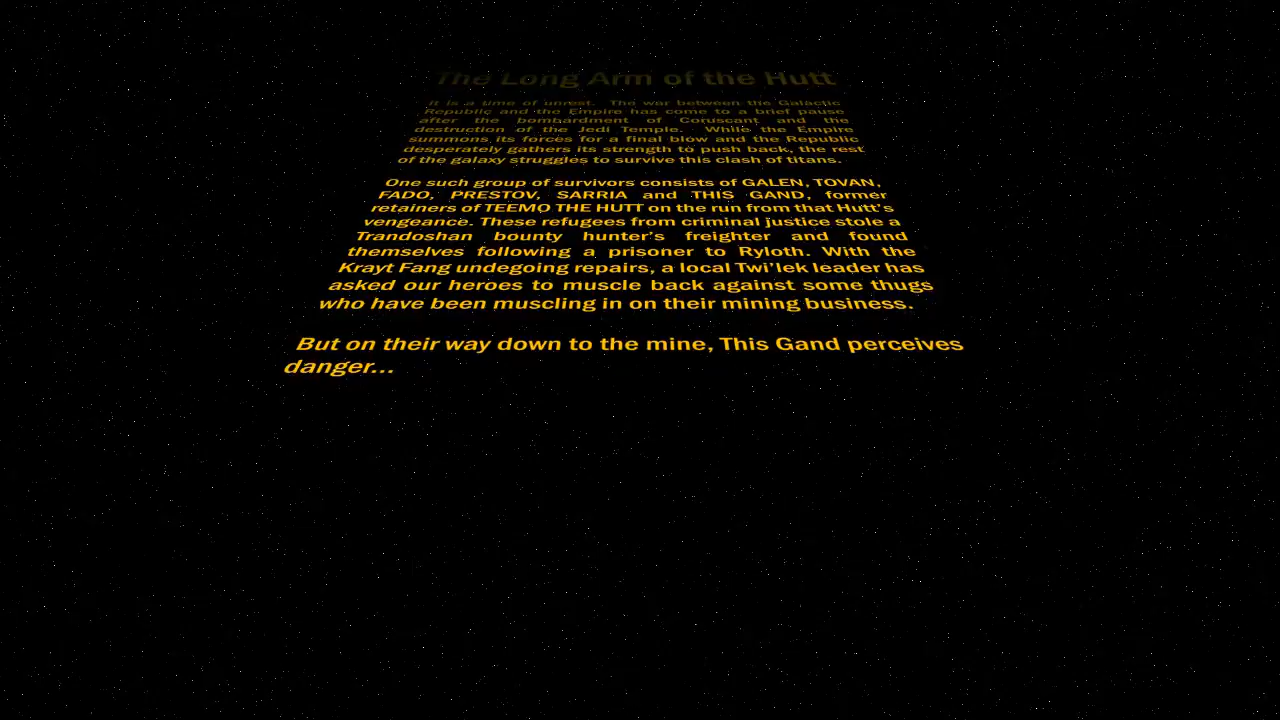 The Long Arm of the Hutt
It is a time of unrest. The war between the Galactic
Republic and the Empire has come to a brief pause
after the bombardment of Coruscant and the
destruction of the Jedi Temple. While the Empire
summons its forces for a final blow and the Republic
desperately gathers its strength to push back, the rest
of the galaxy struggles to survive this clash of titans.
One such group of survivors consists of GALEN, TOVAN,
FADO, PRESTOV, SARRIA and THIS GAND, former
retainers of TEEMO THE HUTT on the run from that Hutt's
vengeance. These refugees from criminal justice stole a
Trandoshan bounty hunter's freighter and found
themselves following a prisoner to Ryloth. With the
Krayt Fang undegoing repairs, a local Twi'lek leader has
asked our heroes to muscle back against some thugs
who have been muscling in on their mining business.
But on their way down to the mine, This Gand perceives
danger...